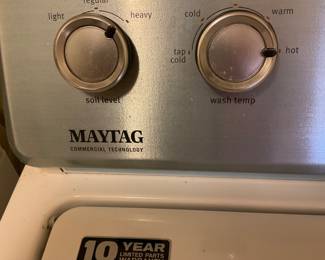 regular
light heavy
soil level
cold warm
tap cold hot
wash temp
MAYTAG
COMMERCIAL TECHNOLOGY
10 YEAR
LIMITED PARTS
WARRANTY